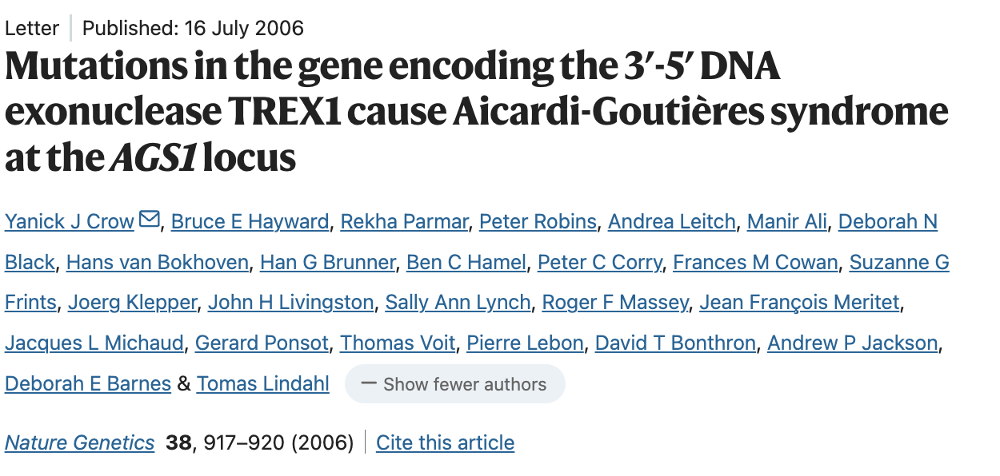 Letter | Published: 16 July 2006
Mutations in the gene encoding the 3′-5′ DNA
exonuclease TREX1 cause Aicardi-Goutières syndrome
at the AGS1 locus
Yanick J Crow, Bruce E Hayward, Rekha Parmar, Peter Robins, Andrea Leitch, Manir Ali, Deborah N
Black, Hans van Bokhoven, Han G Brunner, Ben C Hamel, Peter C Corry, Frances M Cowan, Suzanne G
Frints, Joerg Klepper, John H Livingston, Sally Ann Lynch, Roger F Massey, Jean François Meritet,
Jacques L Michaud, Gerard Ponsot, Thomas Voit, Pierre Lebon, David T Bonthron, Andrew P Jackson,
Deborah E Barnes & Tomas Lindahl — Show fewer authors
Nature Genetics 38, 917–920 (2006) | Cite this article